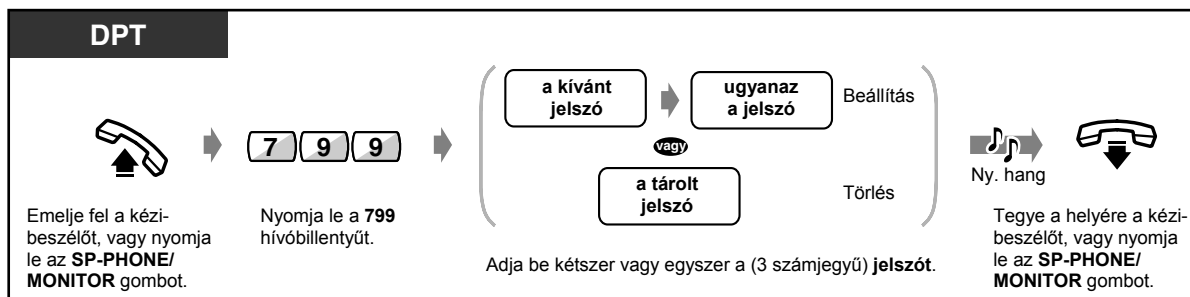 DPT
a kívánt
jelszó
ugyanaz
a jelszó
Beállítás
7 9 9
vagy
a tárolt
jelszó
Törlés
Ny. hang
Emelje fel a kézi-
beszélőt, vagy nyomja
le az SP-PHONE/
MONITOR gombot.
Nyomja le a 799
hívóbillentyűt.
Adja be kétszer vagy egyszer a (3 számjegyű) jelszót.
Tegye a helyére a kézi-
beszélőt, vagy nyomja
le az SP-PHONE/
MONITOR gombot.